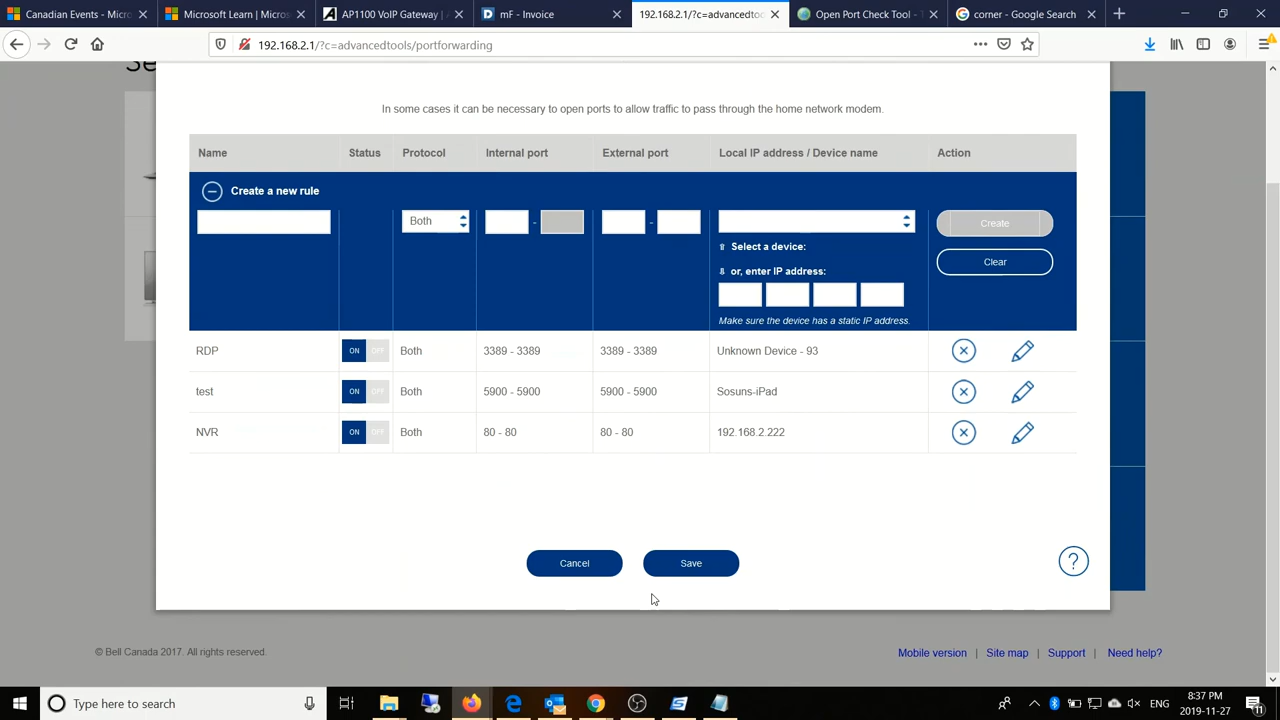 Canadian Events - Microsoft
Microsoft Learn | Microsoft
AP1100 VoIP Gateway | A
mF - Invoice
192.168.2.1/?c=advancedtoo
Open Port Check Tool - T
corner - Google Search
192.168.2.1/?c=advancedtools/portforwarding
In some cases it can be necessary to open ports to allow traffic to pass through the home network modem.
Name Status Protocol Internal port External port Local IP address / Device name Action
Create a new rule
Both - - Create
⇧ Select a device:
Clear
⇩ or, enter IP address:
Make sure the device has a static IP address.
RDP ON OFF Both 3389 - 3389 3389 - 3389 Unknown Device - 93
test ON OFF Both 5900 - 5900 5900 - 5900 Sosuns-iPad
NVR ON OFF Both 80 - 80 80 - 80 192.168.2.222
Cancel Save ?
© Bell Canada 2017. All rights reserved.
Mobile version | Site map | Support | Need help?
Type here to search
ENG
8:37 PM
2019-11-27
11